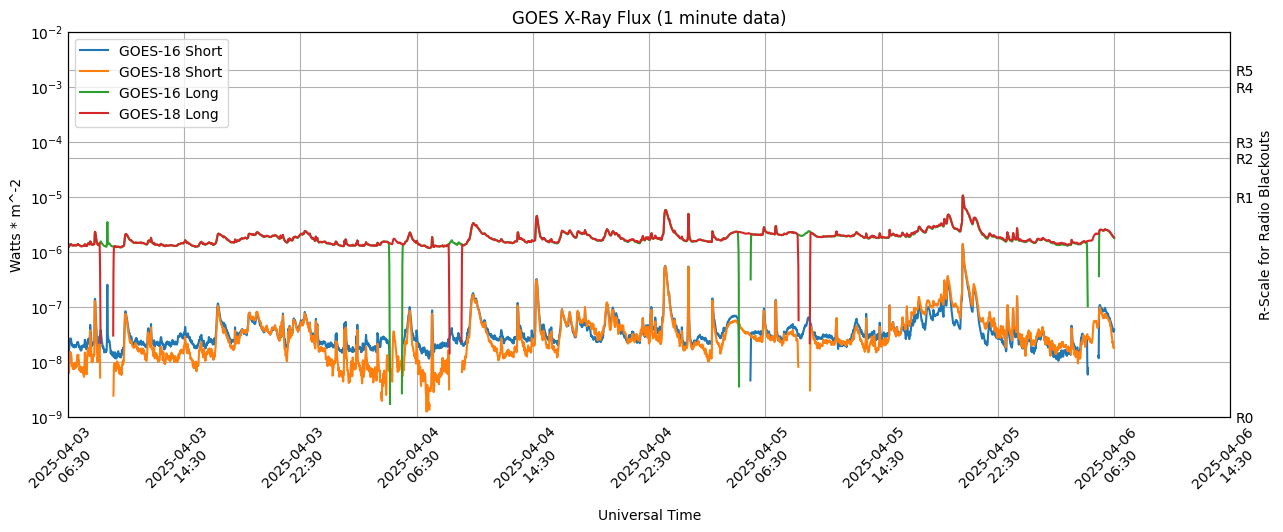 GOES X-Ray Flux (1 minute data)
GOES-16 Short
GOES-18 Short
GOES-16 Long
GOES-18 Long
Watts * m^-2
10^-2
10^-3
10^-4
10^-5
10^-6
10^-7
10^-8
10^-9
R5
R4
R3
R2
R1
R0
R-Scale for Radio Blackouts
2025-04-03
06:30
2025-04-03
14:30
2025-04-03
22:30
2025-04-04
06:30
2025-04-04
14:30
2025-04-04
22:30
2025-04-05
06:30
2025-04-05
14:30
2025-04-05
22:30
2025-04-06
06:30
2025-04-06
14:30
Universal Time